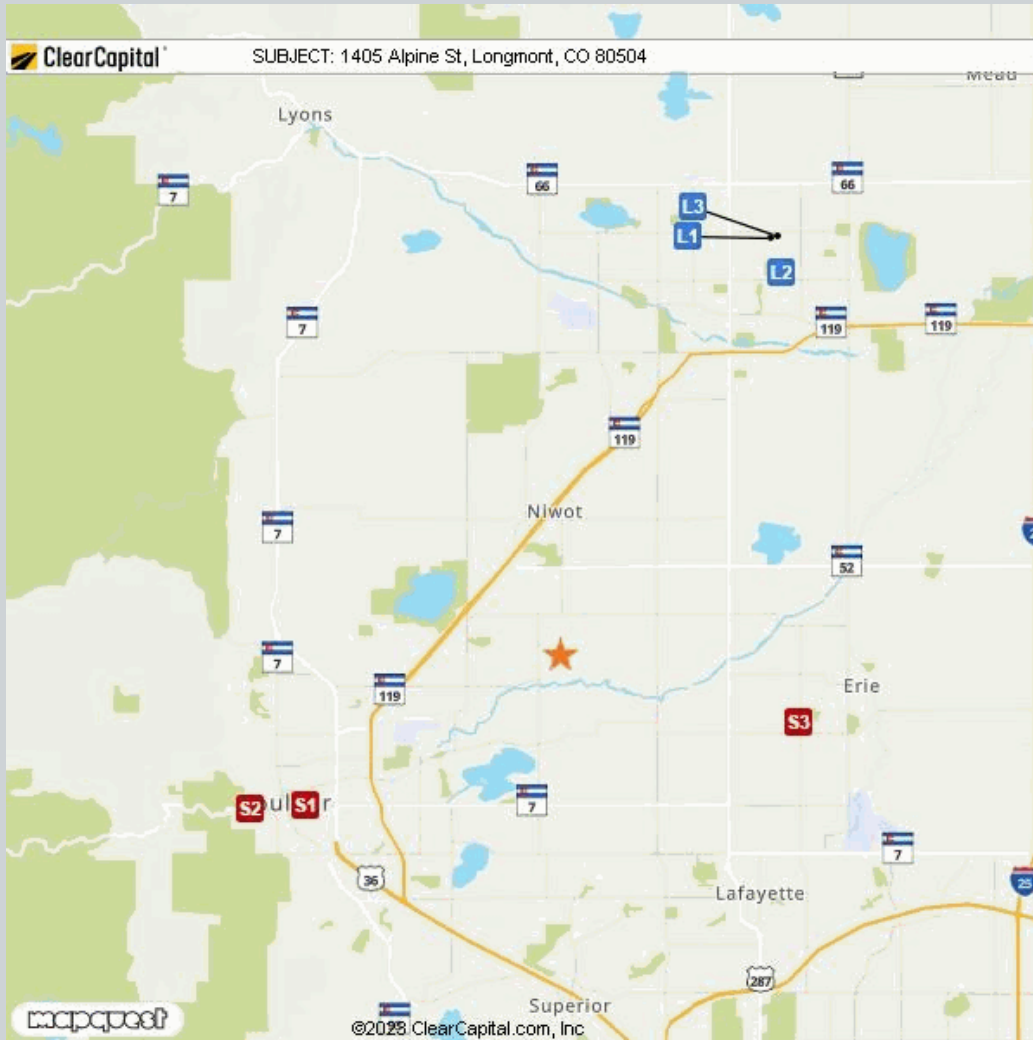 ClearCapital
SUBJECT: 1405 Alpine St, Longmont, CO 80504
Mead
Lyons
7
66
66
L3
L1
L2
7
119
119
119
Niwot
7
52
7
119
Erie
S3
S2
S1
7
7
36
25
Lafayette
287
Superior
mapquest
©2023 ClearCapital.com, Inc